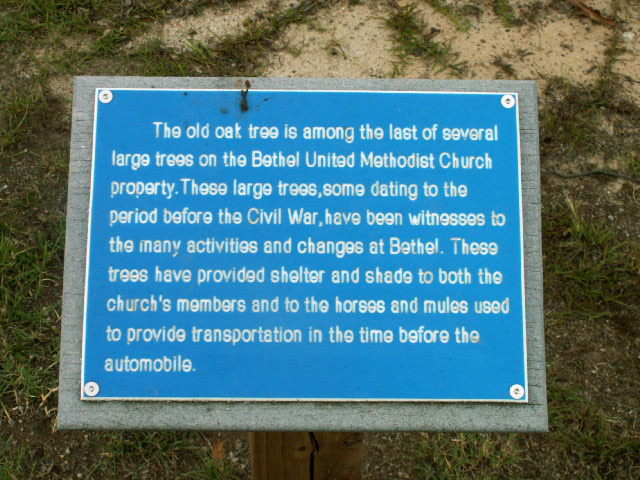 The old oak tree is among the last of several
large trees on the Bethel United Methodist Church
property. These large trees,some dating to the
period before the Civil War,have been witnesses to
the many activities and changes at Bethel. These
trees have provided shelter and shade to both the
church's members and to the horses and mules used
to provide transportation in the time before the
automobile.